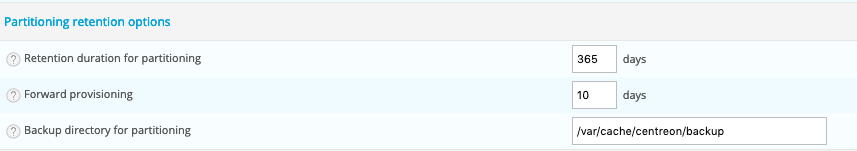 Partitioning retention options
? Retention duration for partitioning 365 days
? Forward provisioning 10 days
? Backup directory for partitioning /var/cache/centreon/backup